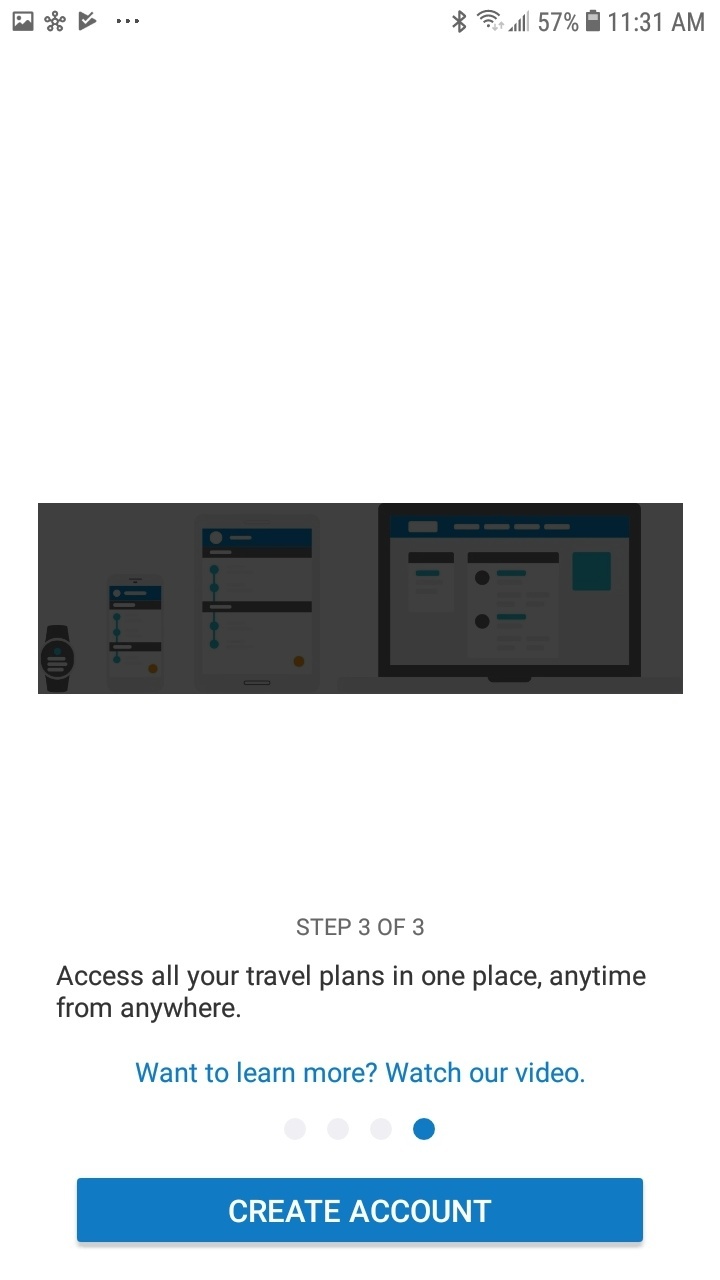 57% 11:31 AM
STEP 3 OF 3
Access all your travel plans in one place, anytime
from anywhere.
Want to learn more? Watch our video.
CREATE ACCOUNT